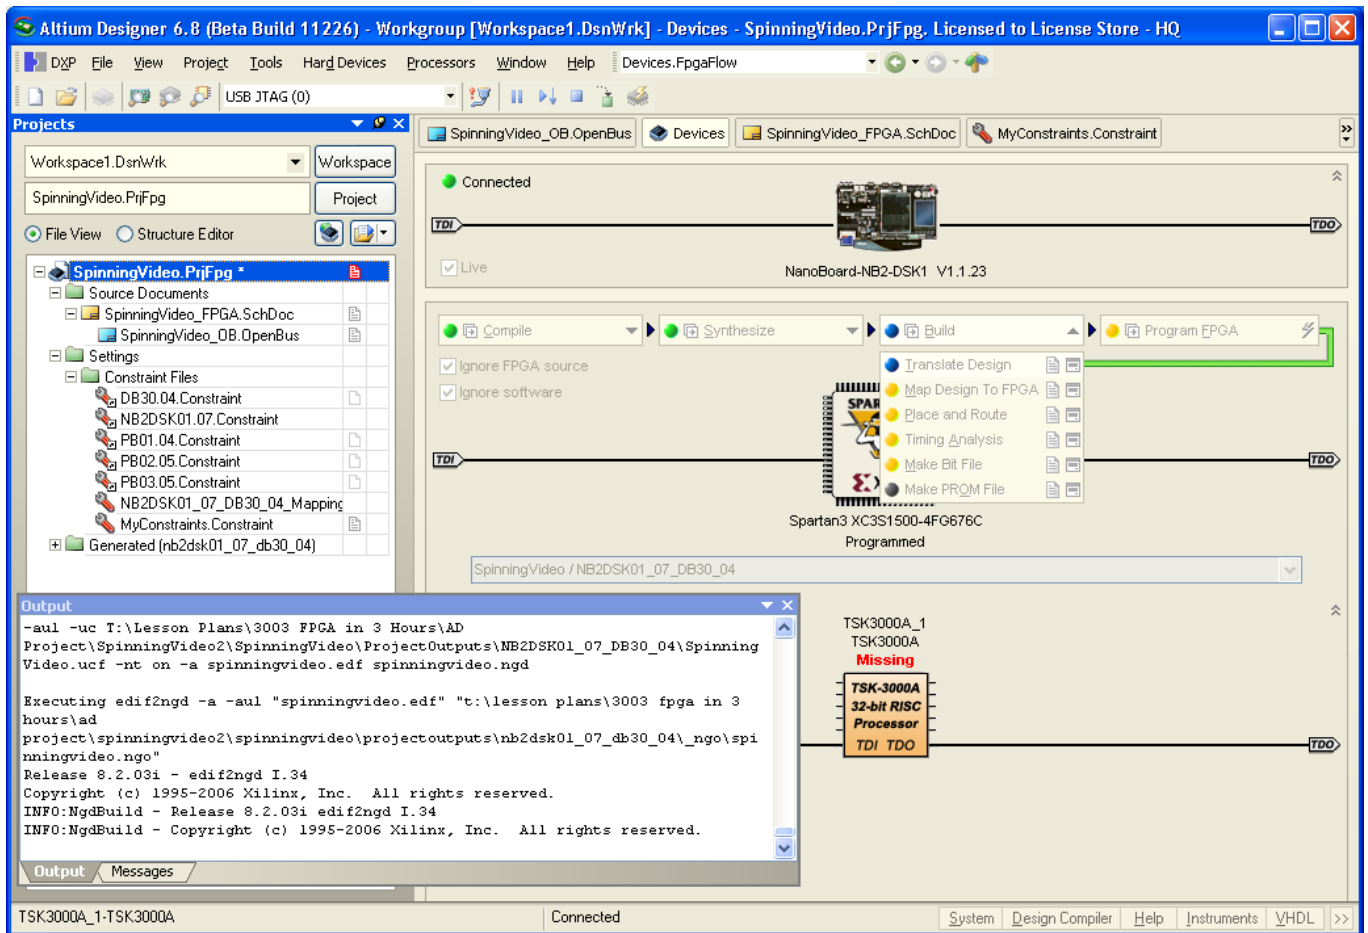 Altium Designer 6.8 (Beta Build 11226) - Workgroup [Workspace1.DsnWrk] - Devices - SpinningVideo.PrjFpg. Licensed to License Store - HQ
DXP File View Project Tools Hard Devices Processors Window Help Devices.FpgaFlow
USB JTAG (0)
Projects
Workspace1.DsnWrk Workspace
SpinningVideo.PrjFpg Project
File View Structure Editor
SpinningVideo.PrjFpg *
Source Documents
SpinningVideo_FPGA.SchDoc
SpinningVideo_OB.OpenBus
Settings
Constraint Files
DB30.04.Constraint
NB2DSK01.07.Constraint
PB01.04.Constraint
PB02.05.Constraint
PB03.05.Constraint
NB2DSK01_07_DB30_04_Mapping
MyConstraints.Constraint
Generated (nb2dsk01_07_db30_04)
SpinningVideo_OB.OpenBus Devices SpinningVideo_FPGA.SchDoc MyConstraints.Constraint
Connected
TDI TDO
Live
NanoBoard-NB2-DSK1 V1.1.23
Compile Synthesize Build Program FPGA
Ignore FPGA source
Ignore software
Translate Design
Map Design To FPGA
Place and Route
Timing Analysis
Make Bit File
Make PROM File
SPAR
TDI TDO
Spartan3 XC3S1500-4FG676C
Programmed
SpinningVideo / NB2DSK01_07_DB30_04
TSK3000A_1
TSK3000A
Missing
TSK-3000A
32-bit RISC
Processor
TDI TDO
TDO
Output
-aul -uc T:\Lesson Plans\3003 FPGA in 3 Hours\AD
Project\SpinningVideo2\SpinningVideo\ProjectOutputs\NB2DSK01_07_DB30_04\Spinning
Video.ucf -nt on -a spinningvideo.edf spinningvideo.ngd
Executing edif2ngd -a -aul "spinningvideo.edf" "t:\lesson plans\3003 fpga in 3
hours\ad
project\spinningvideo2\spinningvideo\projectoutputs\nb2dsk01_07_db30_04\_ngo\spi
nningvideo.ngo"
Release 8.2.03i - edif2ngd I.34
Copyright (c) 1995-2006 Xilinx, Inc. All rights reserved.
INFO:NgdBuild - Release 8.2.03i edif2ngd I.34
INFO:NgdBuild - Copyright (c) 1995-2006 Xilinx, Inc. All rights reserved.
Output Messages
TSK3000A_1-TSK3000A Connected System Design Compiler Help Instruments VHDL >>